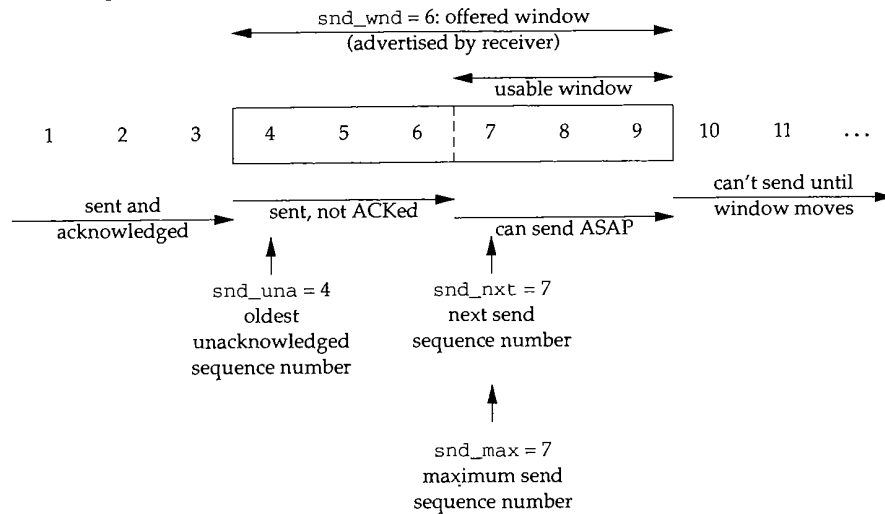 snd_wnd = 6: offered window
(advertised by receiver)
usable window
1 2 3 4 5 6 7 8 9 10 11 ...
sent and
acknowledged
sent, not ACKed
can send ASAP
can't send until
window moves
snd_una = 4
oldest
unacknowledged
sequence number
snd_nxt = 7
next send
sequence number
snd_max = 7
maximum send
sequence number